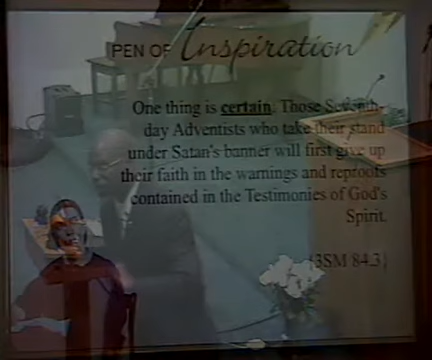 PEN OF Inspiration
One thing is certain: Those Seventh-
day Adventists who take their stand
under Satan's banner will first give up
their faith in the warnings and reproofs
contained in the Testimonies of God's
Spirit.
{3SM 84.3}